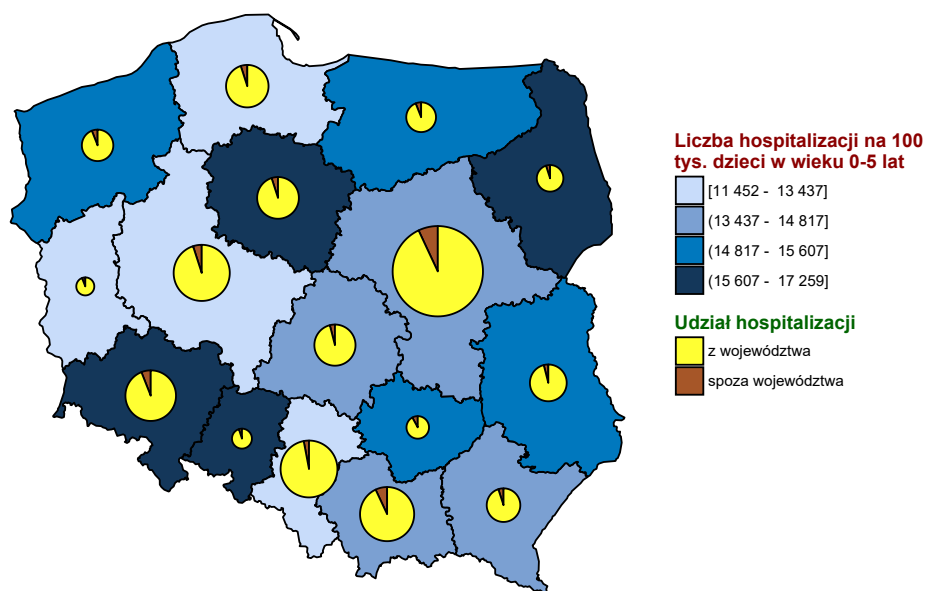 Liczba hospitalizacji na 100
tys. dzieci w wieku 0-5 lat
[11 452 - 13 437]
(13 437 - 14 817]
(14 817 - 15 607]
(15 607 - 17 259]
Udział hospitalizacji
z województwa
spoza województwa